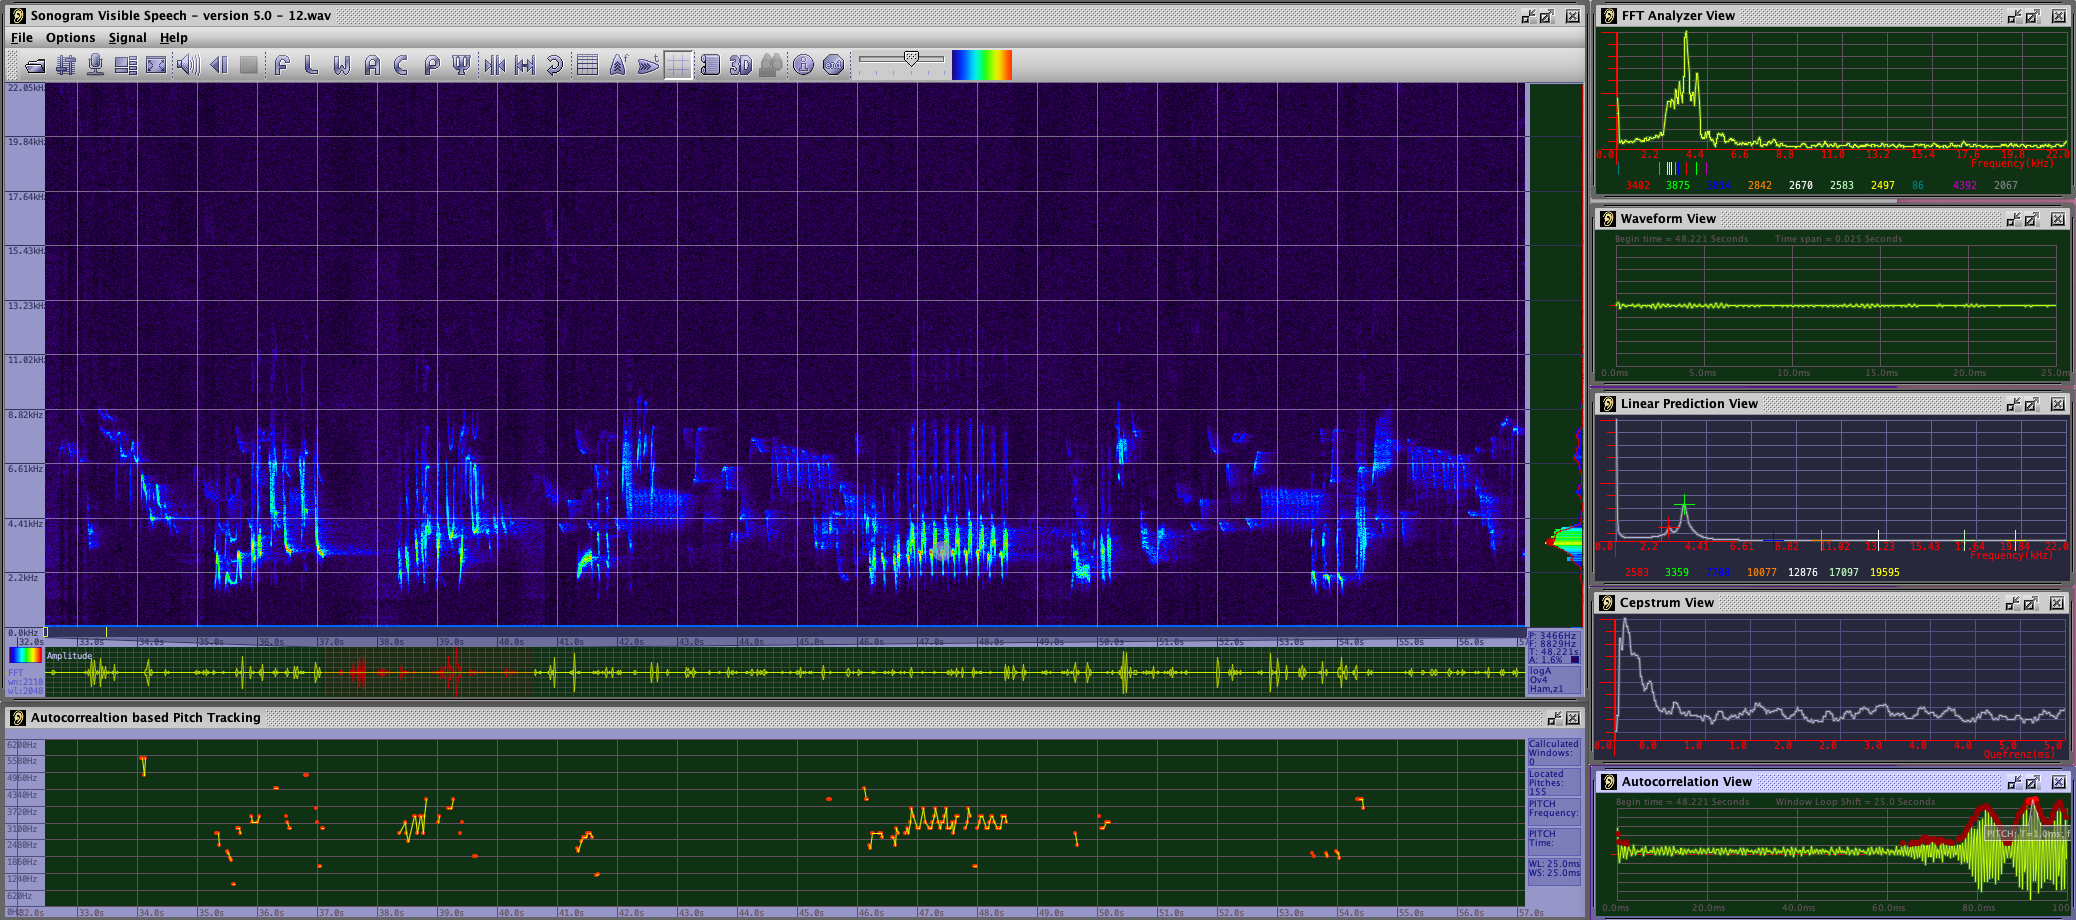 Sonogram Visible Speech - version 5.0 - 12.wav
File Options Signal Help
F L W A C P
3D
end
22.05kHz
19.84kHz
17.64kHz
15.43kHz
13.23kHz
11.02kHz
8.82kHz
6.61kHz
4.41kHz
2.2kHz
0.0kHz
32.0s 33.0s 34.0s 35.0s 36.0s 37.0s 38.0s 39.0s 40.0s 41.0s 42.0s 43.0s 44.0s 45.0s 46.0s 47.0s 48.0s 49.0s 50.0s 51.0s 52.0s 53.0s 54.0s 55.0s 56.0s
P: 3466Hz
F: 8829Hz
T: 48.221s
A: 1.6%
logA
Ov4
Ham,z1
Amplitude
FFT
wn:2110
wl:2048
Autocorrealtion based Pitch Tracking
6200Hz
5580Hz
4960Hz
4340Hz
3720Hz
3100Hz
2480Hz
1860Hz
1240Hz
620Hz
0Hz
32.0s 33.0s 34.0s 35.0s 36.0s 37.0s 38.0s 39.0s 40.0s 41.0s 42.0s 43.0s 44.0s 45.0s 46.0s 47.0s 48.0s 49.0s 50.0s 51.0s 52.0s 53.0s 54.0s 55.0s 56.0s 57.0s
Callculated
Windows:
0
Located
Pitches:
155
PITCH
Frequency:
PITCH
Time:
WL: 25.0ms
WS: 25.0ms
FFT Analyzer View
0.0 2.2 4.4 6.6 8.8 11.0 13.2 15.4 17.6 19.8 22.0
Frequency(kHz)
3402 3875 2842 2670 2583 2497 86 4392 2067
Waveform View
Begin time = 48.221 Seconds Time span = 0.025 Seconds
0.0ms 5.0ms 10.0ms 15.0ms 20.0ms 25.0m
Linear Prediction View
0.0 2.2 4.41 6.61 8.82 11.02 13.23 15.43 17.64 19.84 22.0
Frequency(kHz)
2583 3359 7788 10077 12876 17097 19595
Cepstrum View
0.0 0.0 1.0 1.0 2.0 2.0 3.0 4.0 4.0 5.0 5.0
Quefrenz(ms)
Autocorrelation View
Begin time = 48.221 Seconds Window Loop Shift = 25.0 Seconds
PITCH: T=1.0ms; f
0.0ms 20.0ms 40.0ms 60.0ms 80.0ms 100